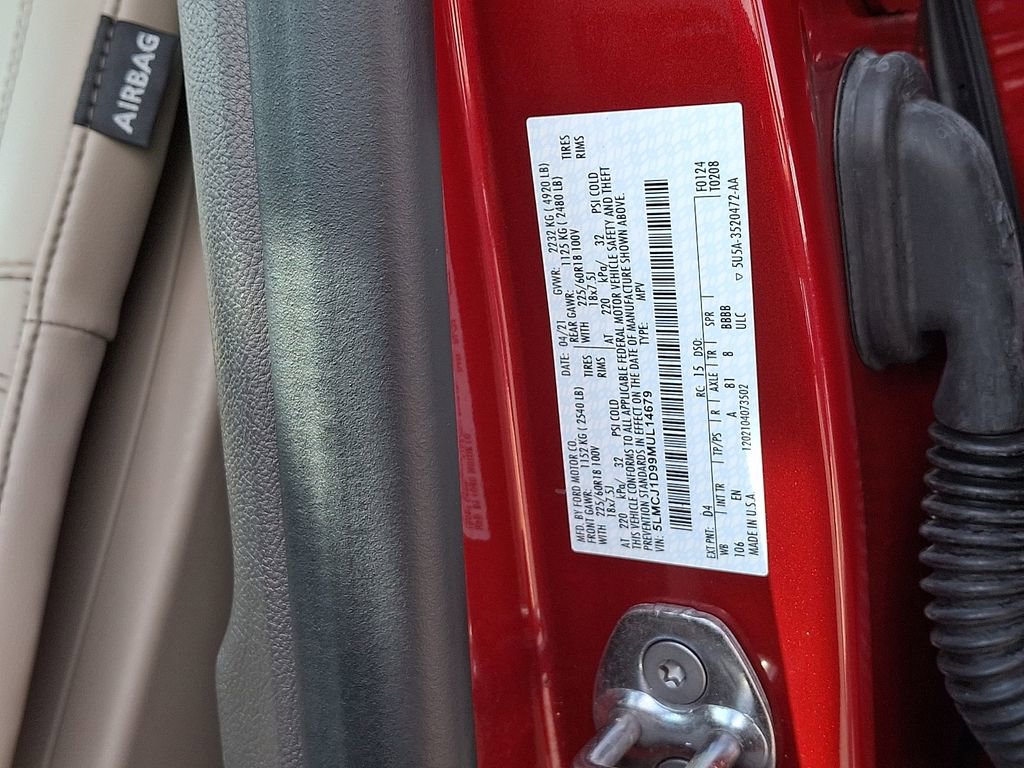 AIRBAG
MFD. BY FORD MOTOR CO.
DATE: 04/21 GVWR: 2232 KG ( 4920 LB)
FRONT GAWR: 1157 KG ( 2540 LB) REAR GAWR: 1125 KG ( 2480 LB)
WITH 225/60R18 100V TIRES WITH 225/60R18 100V TIRES
18x7.5J RIMS 18x7.5J RIMS
AT 220 kPa/ 32 PSI COLD AT 220 kPa/ 32 PSI COLD
THIS VEHICLE CONFORMS TO ALL APPLICABLE FEDERAL MOTOR VEHICLE SAFETY AND THEFT
PREVENTION STANDARDS IN EFFECT ON THE DATE OF MANUFACTURE SHOWN ABOVE.
VIN: 5LMCJ1D99MUL14679 TYPE: MPV
EXT PNT: D4 RC: 15 DSO: F0124
WB INT TR TP/PS R AXLE TR SPR T0208
106 EN A 81 8 BBBB
ULC
MADE IN U.S.A 1202104073502 ▽ 5U5A-3520472-AA